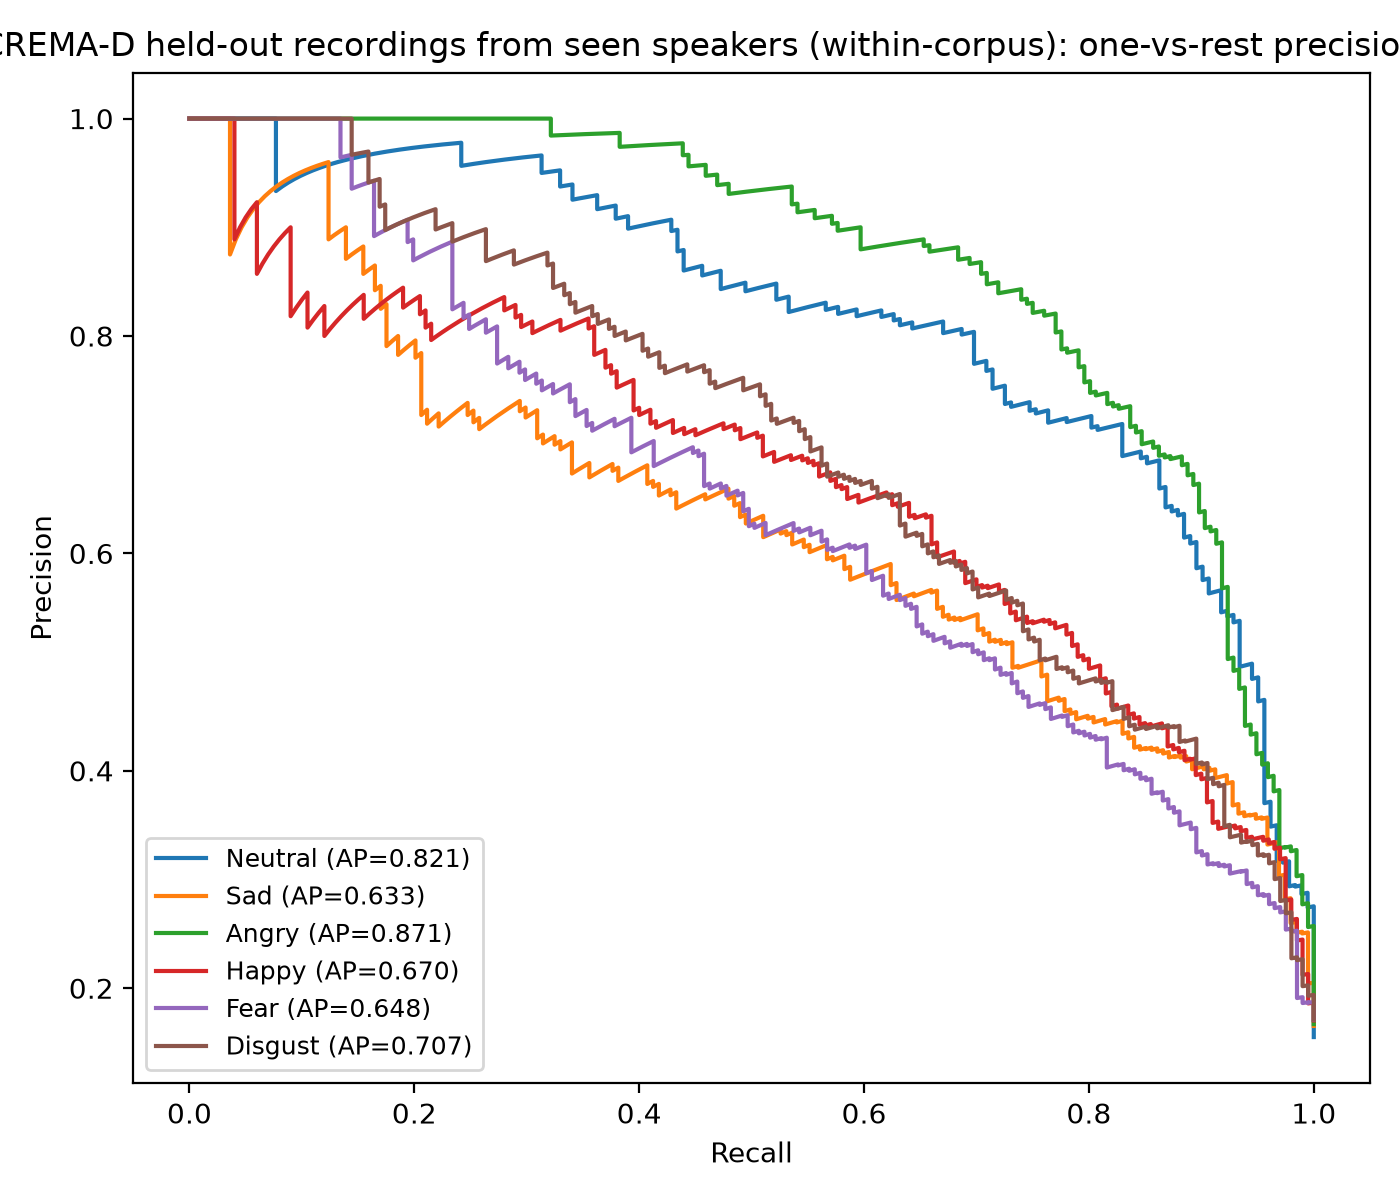 CREMA-D held-out recordings from seen speakers (within-corpus): one-vs-rest
Precision
1.0
0.8
0.6
0.4
0.2
Neutral (AP=0.821)
Sad (AP=0.633)
Angry (AP=0.871)
Happy (AP=0.670)
Fear (AP=0.648)
Disgust (AP=0.707)
0.0 0.2 0.4 0.6 0.8 1.0
Recall